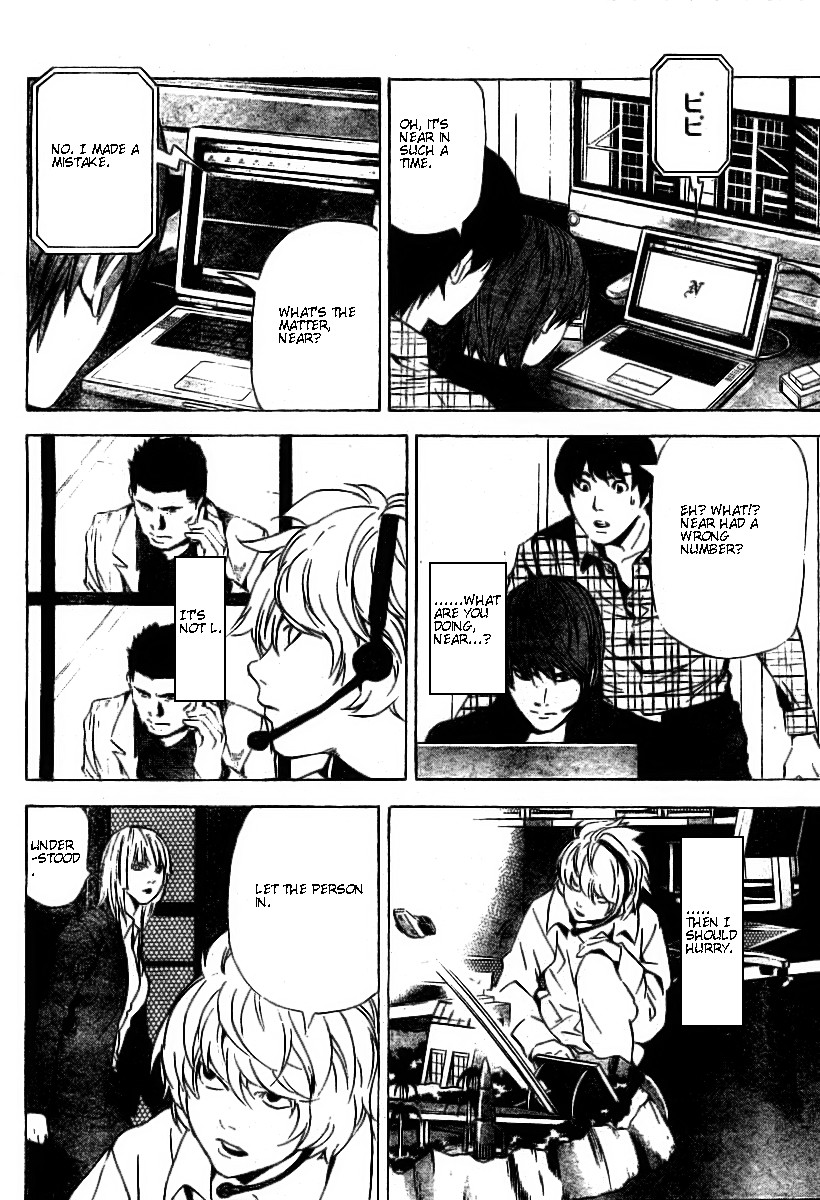 ピピ
OH, IT'S
NEAR IN
SUCH A
TIME.
N
NO. I MADE A
MISTAKE.
WHAT'S THE
MATTER,
NEAR?
EH? WHAT!?
NEAR HAD A
WRONG
NUMBER?
......WHAT
ARE YOU
DOING,
NEAR...?
IT'S
NOT L.
.....
THEN I
SHOULD
HURRY.
LET THE PERSON
IN.
UNDER
-STOOD
.